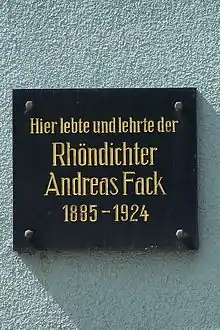 Hier lebte und lehrte der
Rhöndichter
Andreas Fack
1885-1924